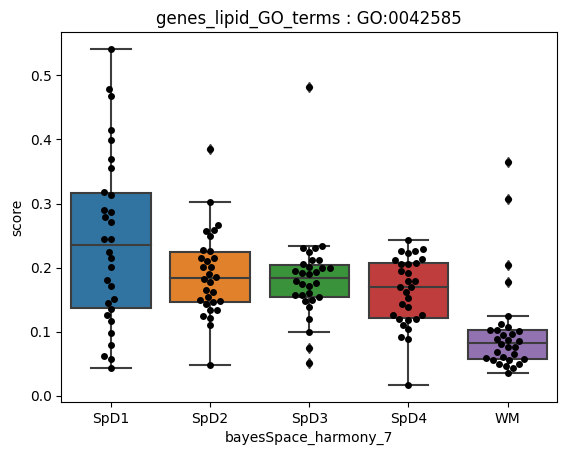 genes_lipid_GO_terms : GO:0042585
score
0.5
0.4
0.3
0.2
0.1
0.0
SpD1 SpD2 SpD3 SpD4 WM
bayesSpace_harmony_7